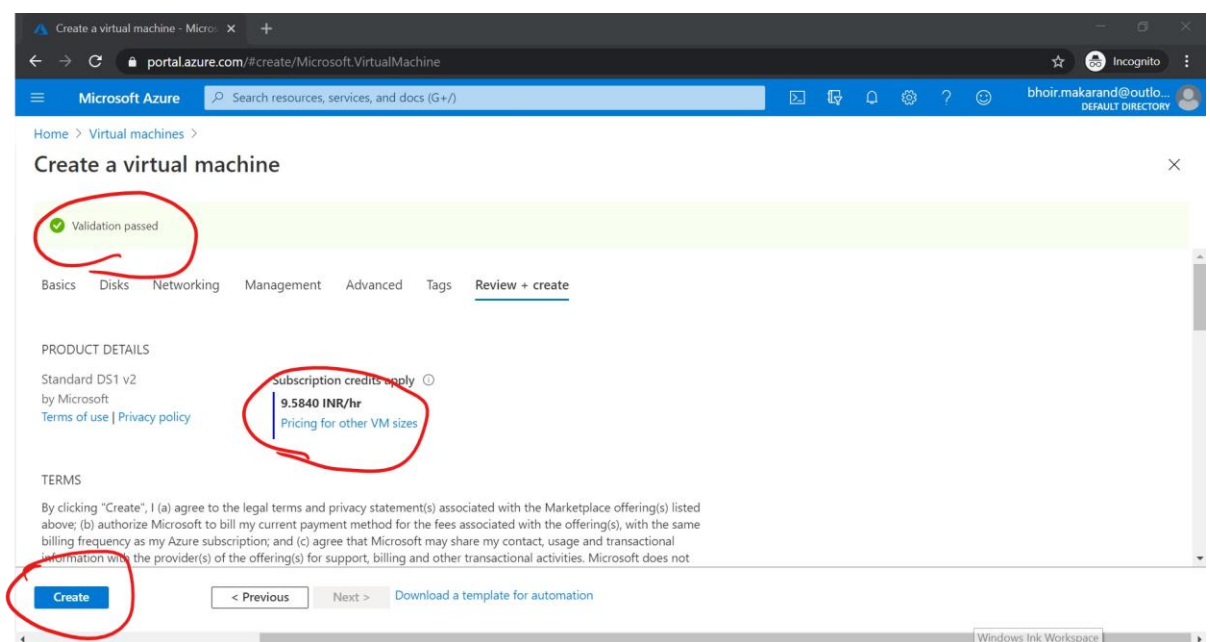 Create a virtual machine - Micros
portal.azure.com/#create/Microsoft.VirtualMachine
Incognito
Microsoft Azure
Search resources, services, and docs (G+/)
bhoir.makarand@outlo...
DEFAULT DIRECTORY
Home > Virtual machines >
Create a virtual machine
Validation passed
Basics Disks Networking Management Advanced Tags Review + create
PRODUCT DETAILS
Standard DS1 v2
by Microsoft
Terms of use | Privacy policy
Subscription credits apply
9.5840 INR/hr
Pricing for other VM sizes
TERMS
By clicking "Create", I (a) agree to the legal terms and privacy statement(s) associated with the Marketplace offering(s) listed
above; (b) authorize Microsoft to bill my current payment method for the fees associated with the offering(s), with the same
billing frequency as my Azure subscription; and (c) agree that Microsoft may share my contact, usage and transactional
information with the provider(s) of the offering(s) for support, billing and other transactional activities. Microsoft does not
Create
< Previous
Next >
Download a template for automation
Windows Ink Workspace